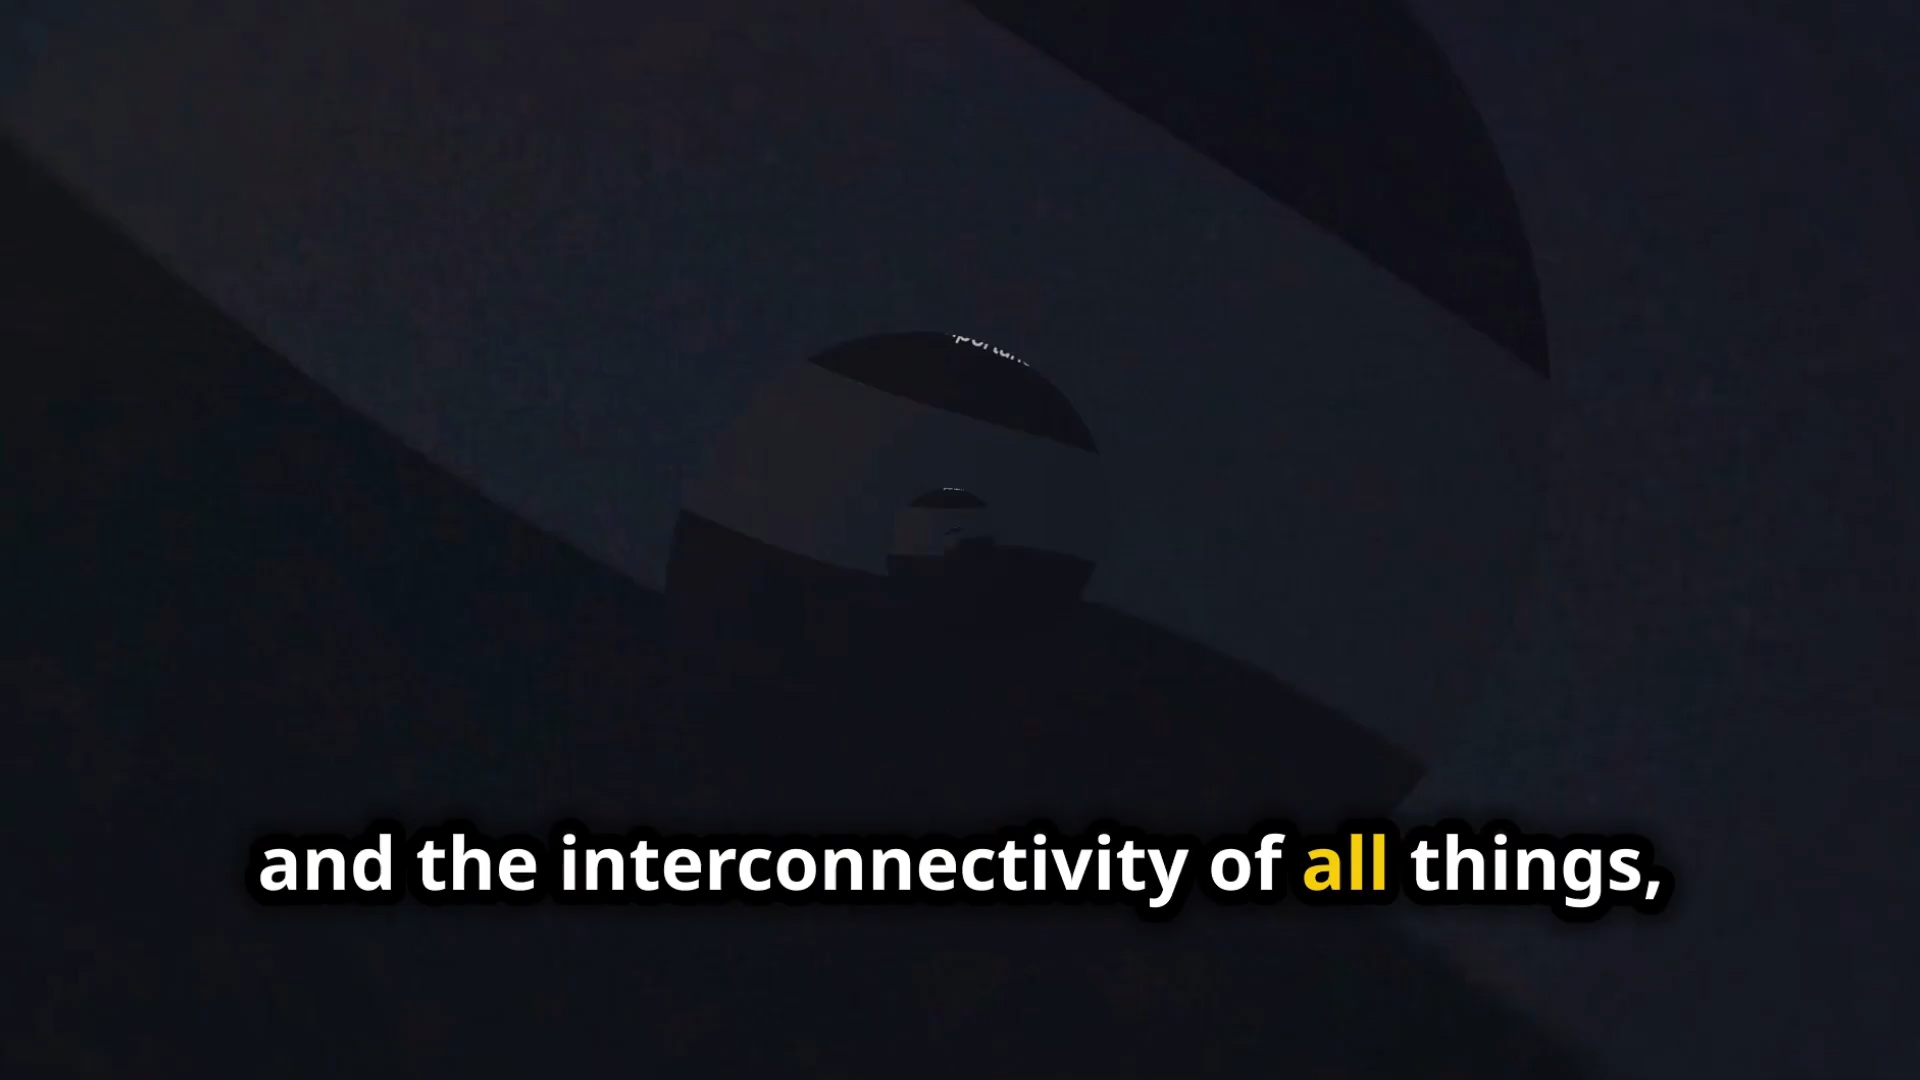 and the interconnectivity of all things,